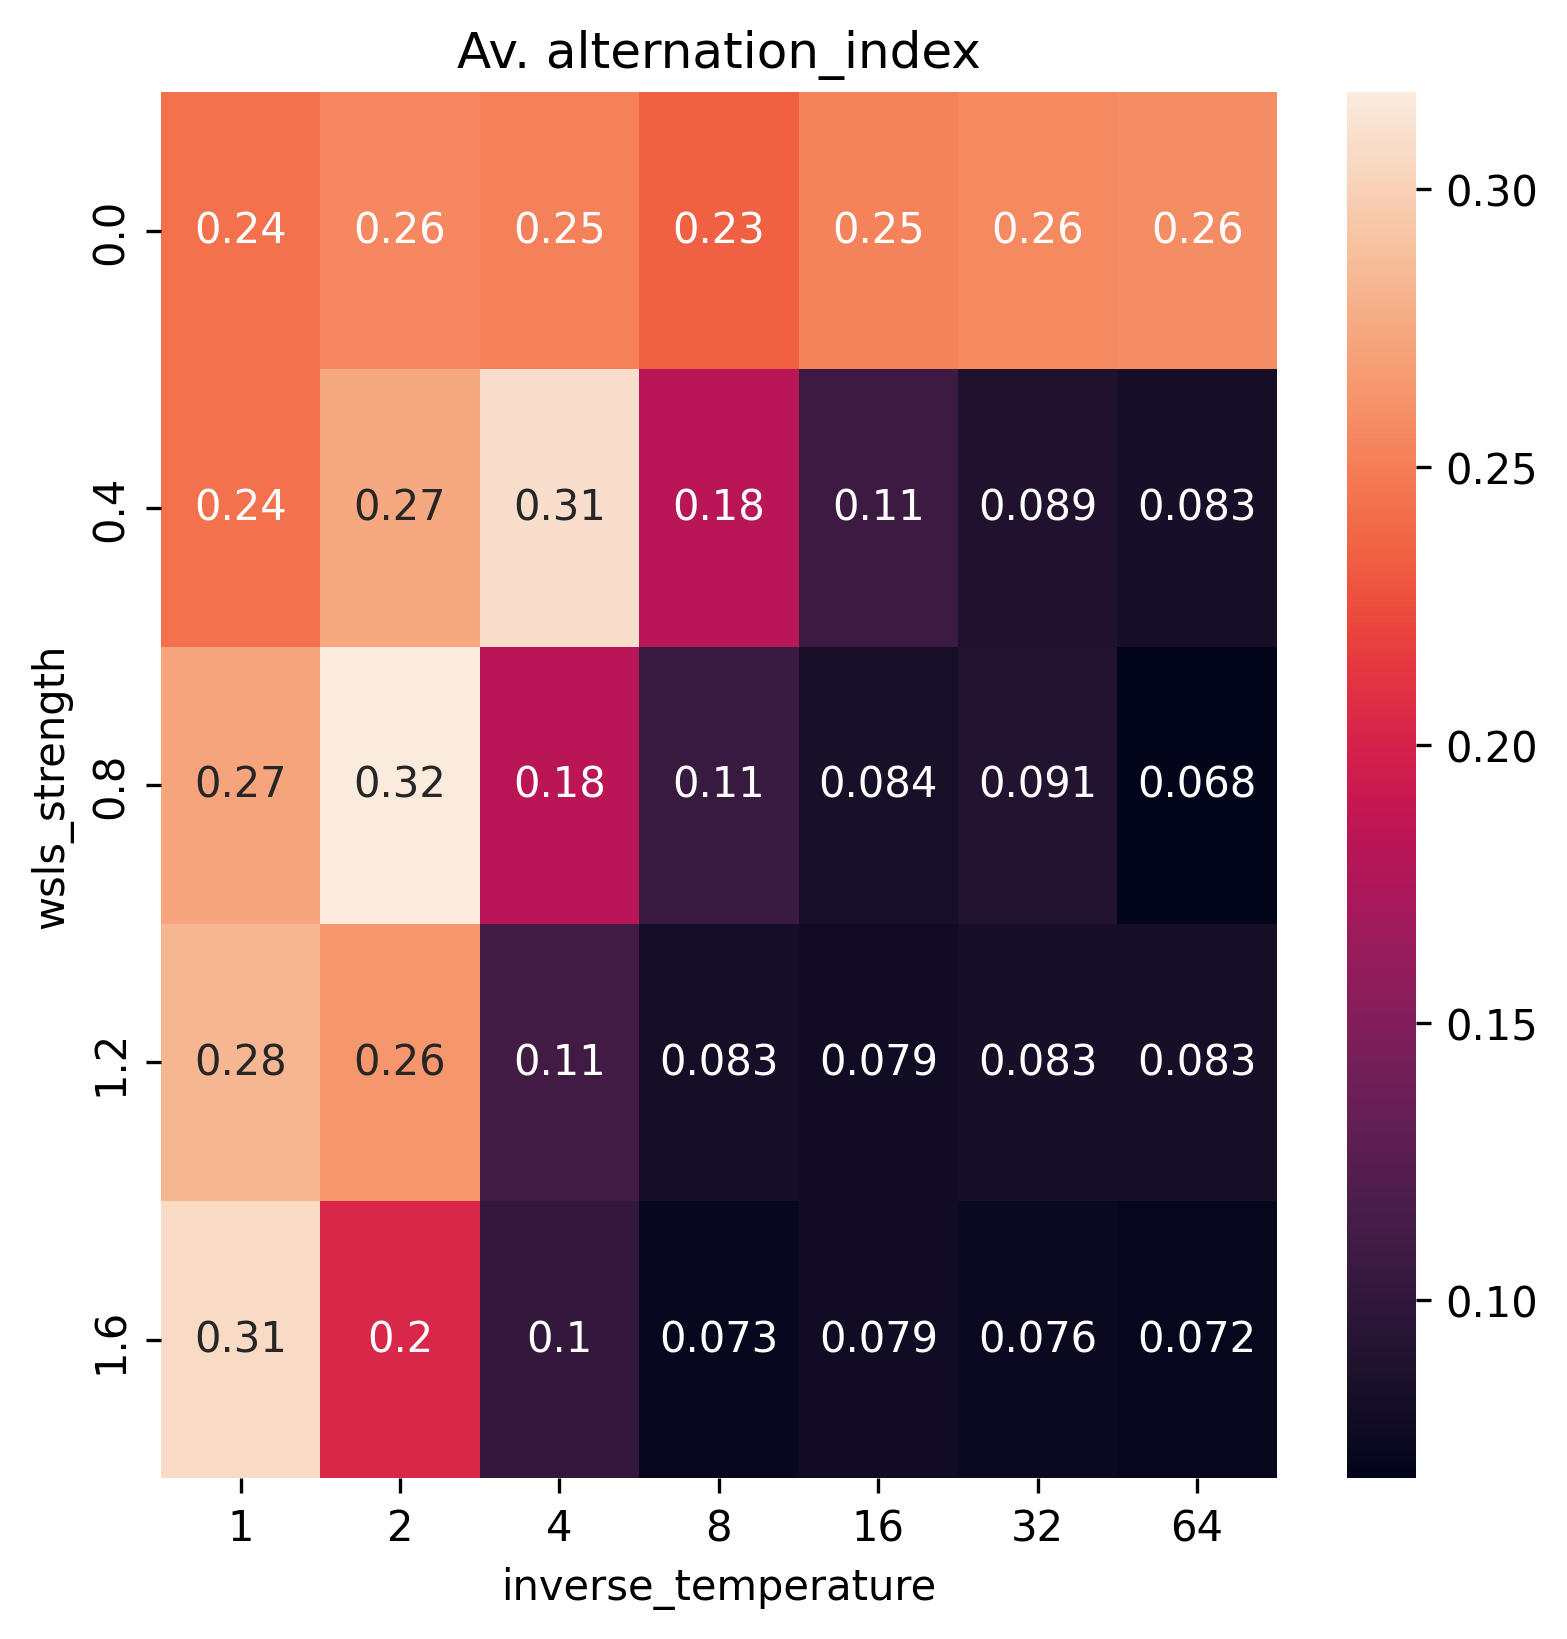 Av. alternation_index
0.0 0.24 0.26 0.25 0.23 0.25 0.26 0.26
0.4 0.24 0.27 0.31 0.18 0.11 0.089 0.083
0.8 0.27 0.32 0.18 0.11 0.084 0.091 0.068
1.2 0.28 0.26 0.11 0.083 0.079 0.083 0.083
1.6 0.31 0.2 0.1 0.073 0.079 0.076 0.072
1 2 4 8 16 32 64
inverse_temperature
wsls_strength
0.30
0.25
0.20
0.15
0.10